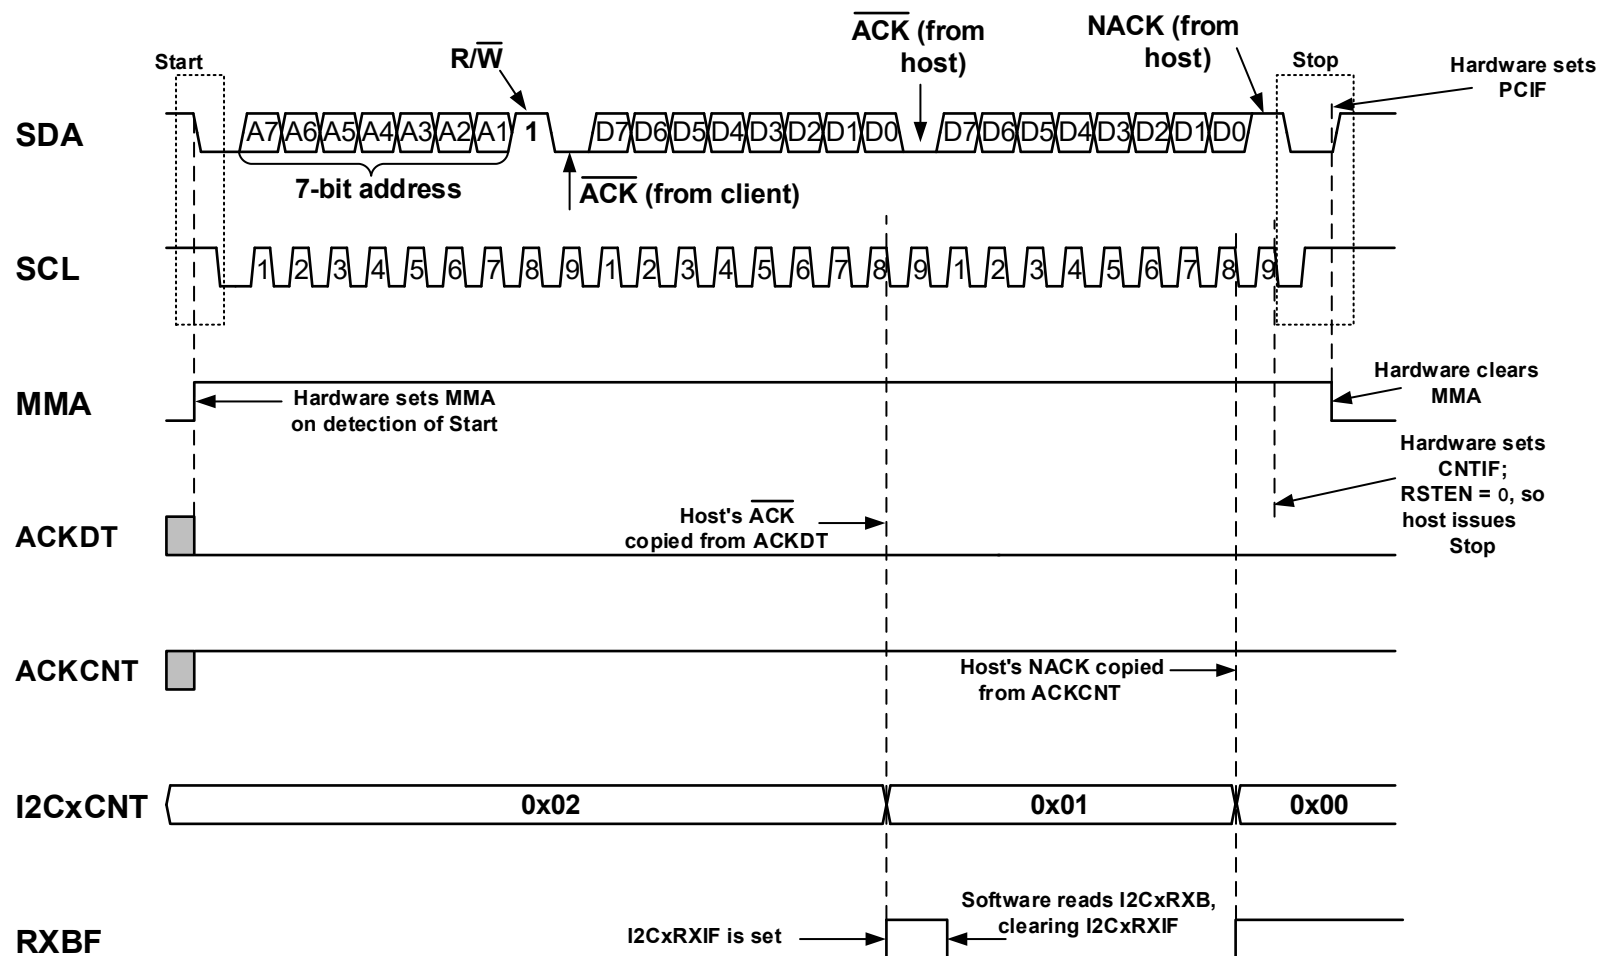 Start
R/W
ACK (from
host)
NACK (from
host)
Stop
Hardware sets
PCIF
SDA
A7 A6 A5 A4 A3 A2 A1 1 D7 D6 D5 D4 D3 D2 D1 D0 D7 D6 D5 D4 D3 D2 D1 D0
7-bit address
ACK (from client)
SCL
1 2 3 4 5 6 7 8 9 1 2 3 4 5 6 7 8 9 1 2 3 4 5 6 7 8 9
MMA
Hardware sets MMA
on detection of Start
Hardware clears
MMA
Hardware sets
CNTIF;
RSTEN = 0, so
host issues
Stop
ACKDT
Host's ACK
copied from ACKDT
ACKCNT
Host's NACK copied
from ACKCNT
I2CxCNT
0x02 0x01 0x00
RXBF
I2CxRXIF is set
Software reads I2CxRXB,
clearing I2CxRXIF